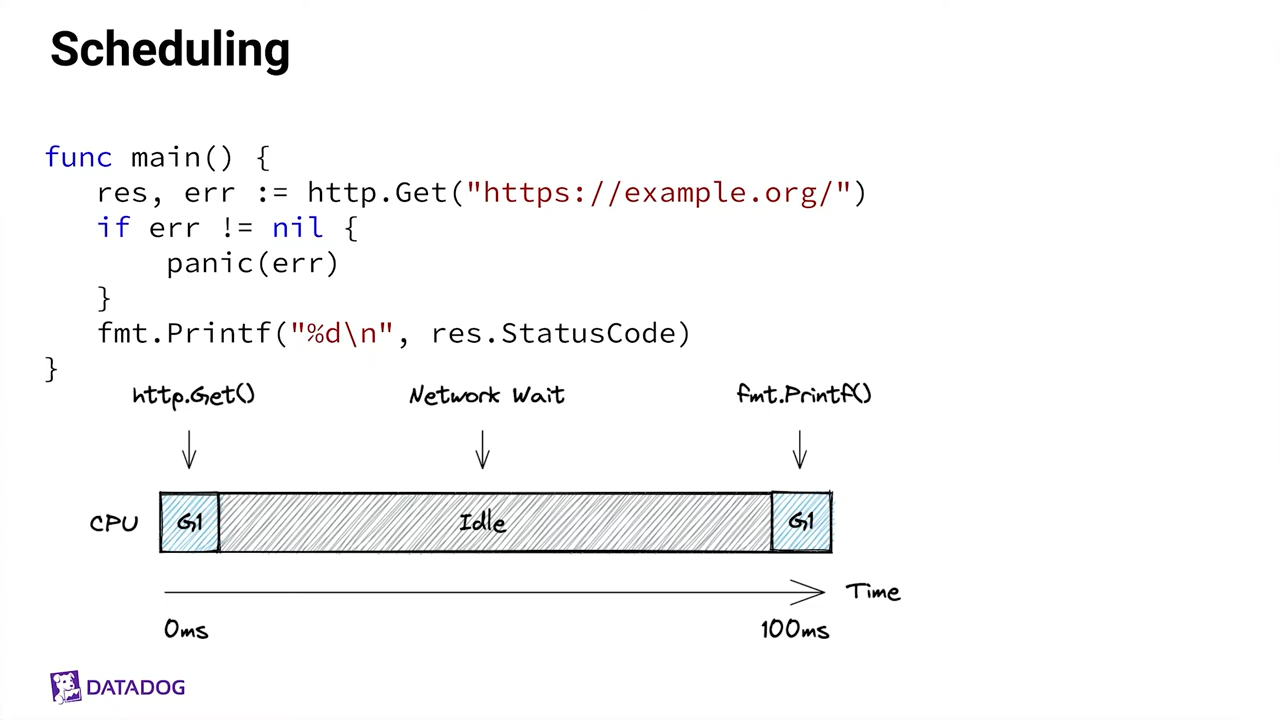 Scheduling
func main() {
res, err := http.Get("https://example.org/")
if err != nil {
panic(err)
}
fmt.Printf("%d\n", res.StatusCode)
}
http.Get() Network Wait fmt.Printf()
CPU G1 Idle G1
Time
0ms 100ms
DATADOG